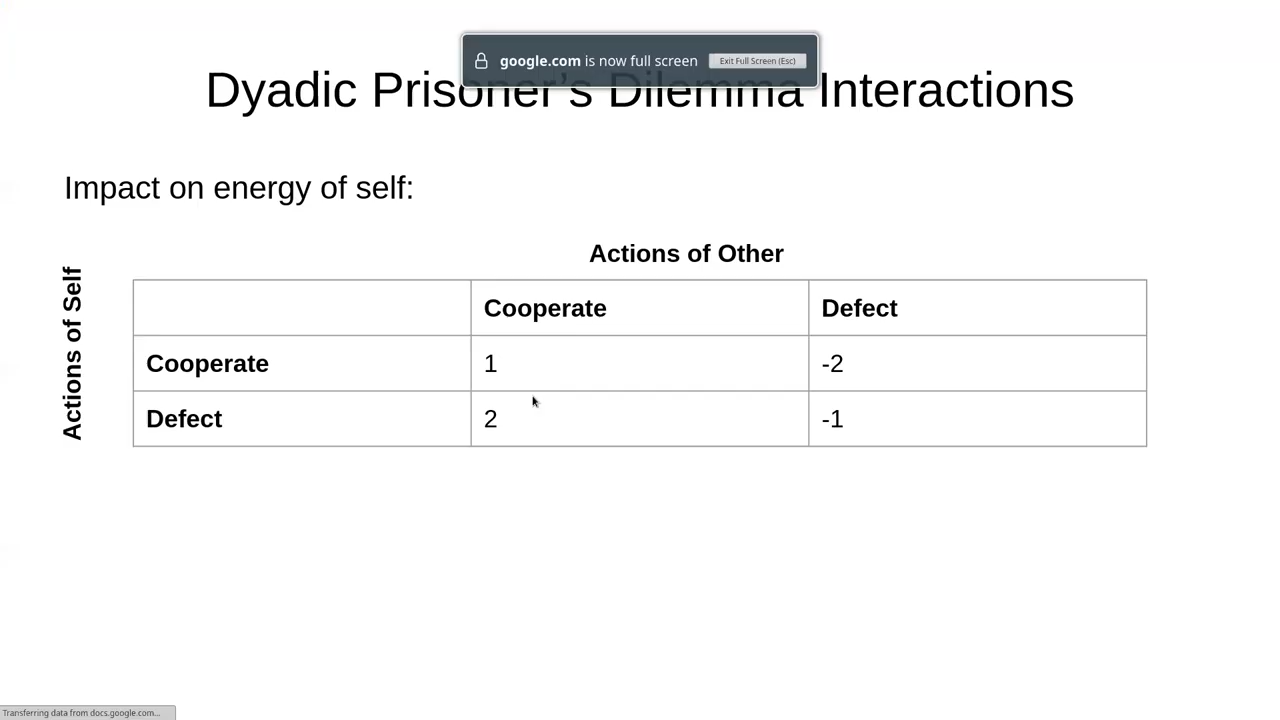 google.com is now full screen Exit Full Screen (Esc)
Dyadic Prisoner's Dilemma Interactions
Impact on energy of self:
Actions of Other
Actions of Self
Cooperate Defect
Cooperate 1 -2
Defect 2 -1
Transferring data from docs.google.com...